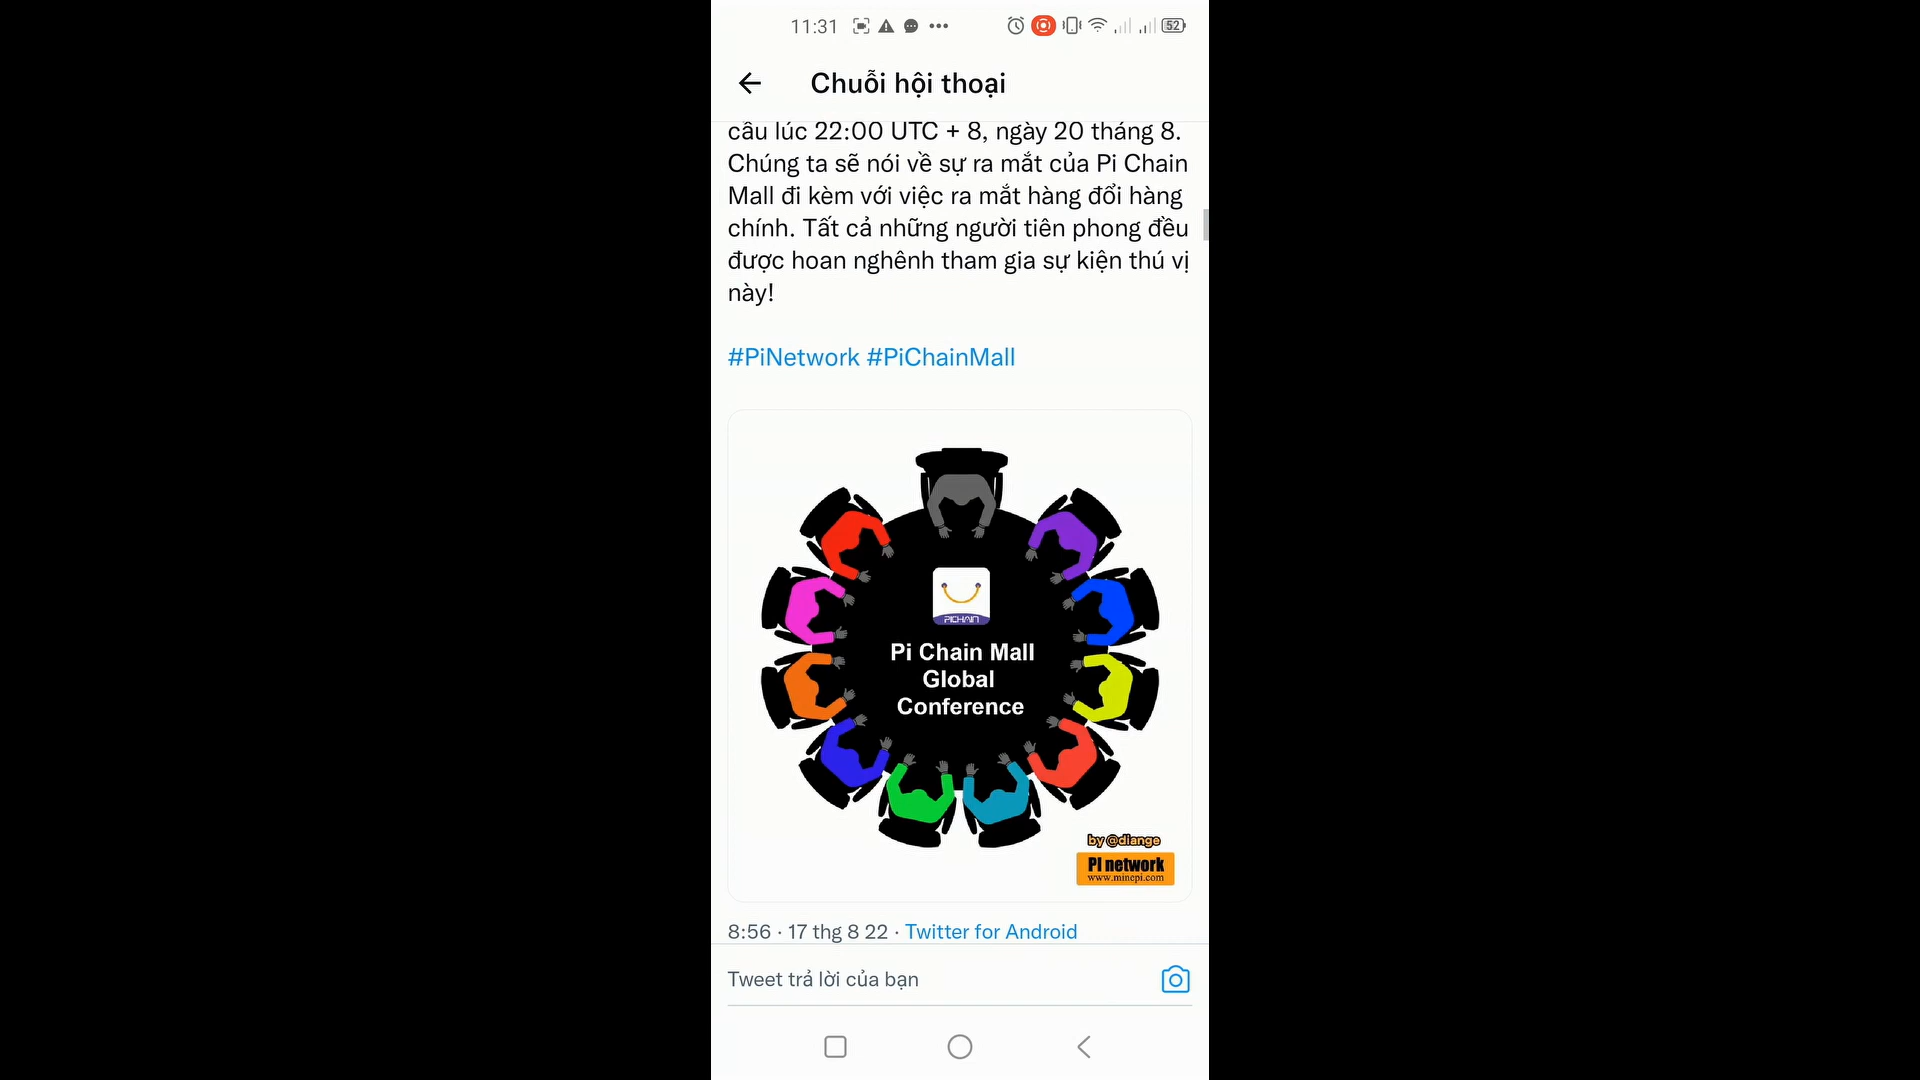 11:31
52
Chuỗi hội thoại
cầu lúc 22:00 UTC + 8, ngày 20 tháng 8.
Chúng ta sẽ nói về sự ra mắt của Pi Chain
Mall đi kèm với việc ra mắt hàng đổi hàng
chính. Tất cả những người tiên phong đều
được hoan nghênh tham gia sự kiện thú vị
này!
#PiNetwork #PiChainMall
PICHAIN
Pi Chain Mall
Global
Conference
by @diange
PI network
www.minepi.com
8:56 · 17 thg 8 22 · Twitter for Android
Tweet trả lời của bạn